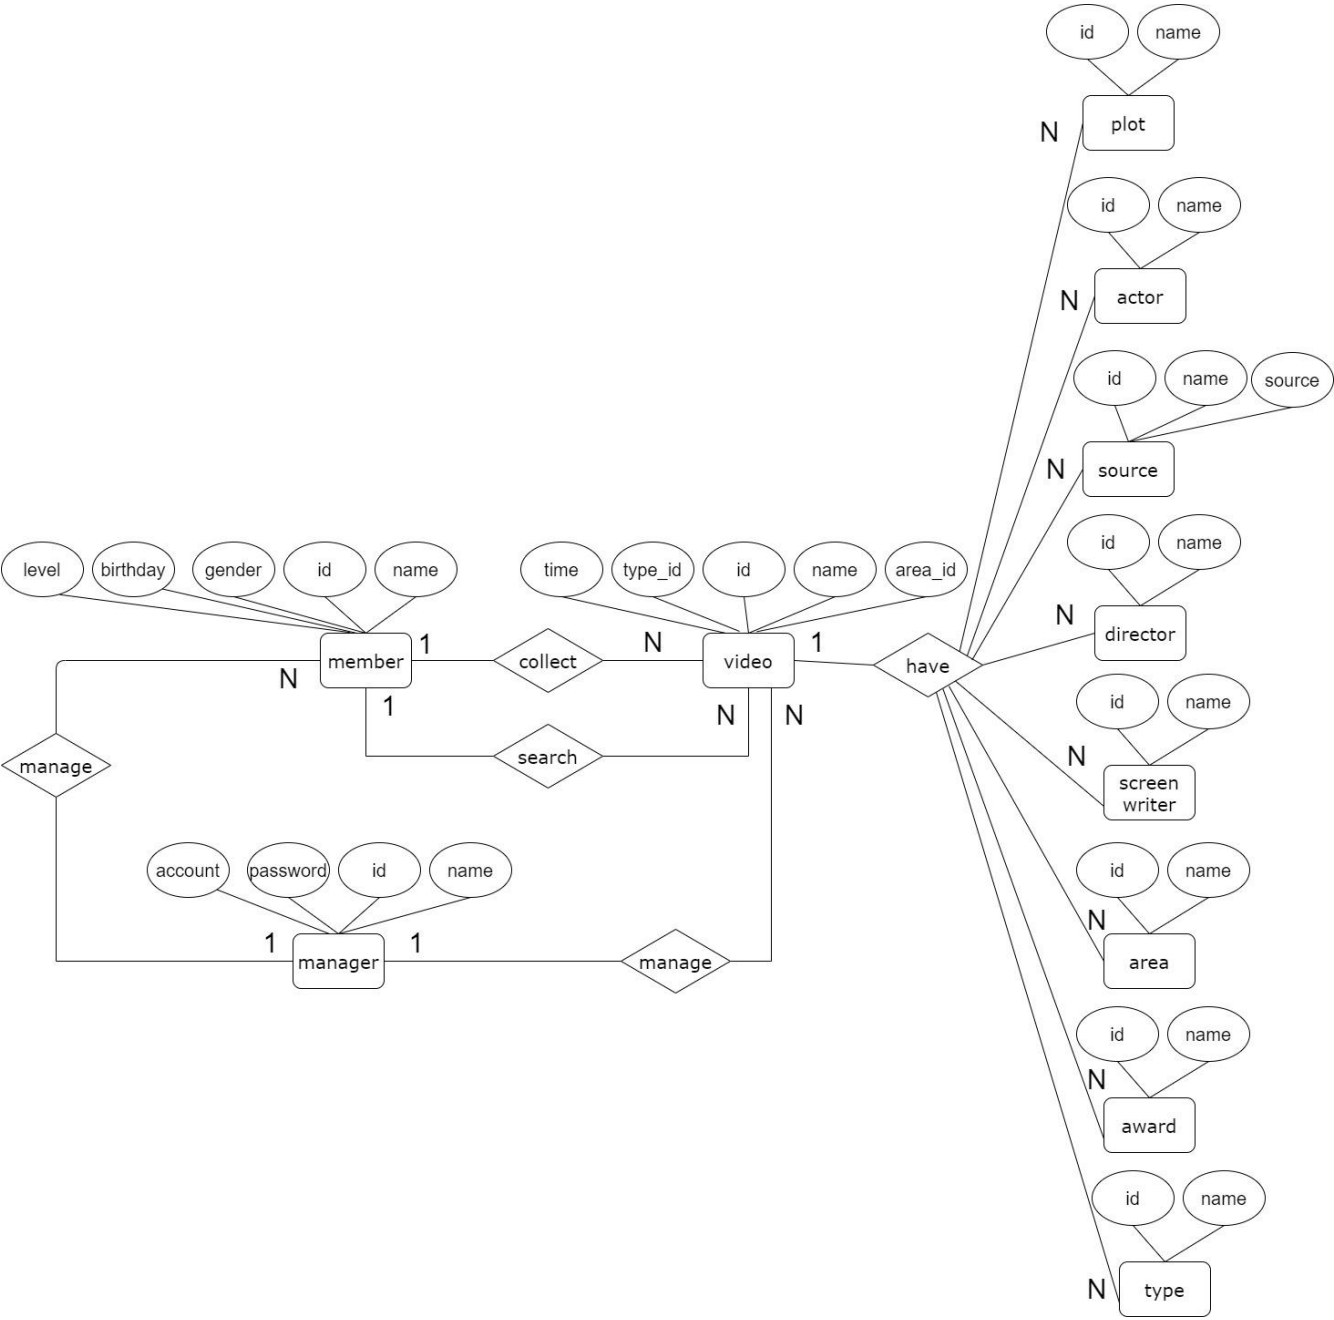 id
name
plot
N
id
name
actor
N
id
name
source
source
N
id
name
director
N
level
birthday
gender
id
name
member
1
N
1
time
type_id
id
name
area_id
video
N
1
N
N
collect
have
search
manage
id
name
screen
writer
N
account
password
id
name
manager
1
1
manage
id
name
area
N
id
name
award
N
id
name
type
N